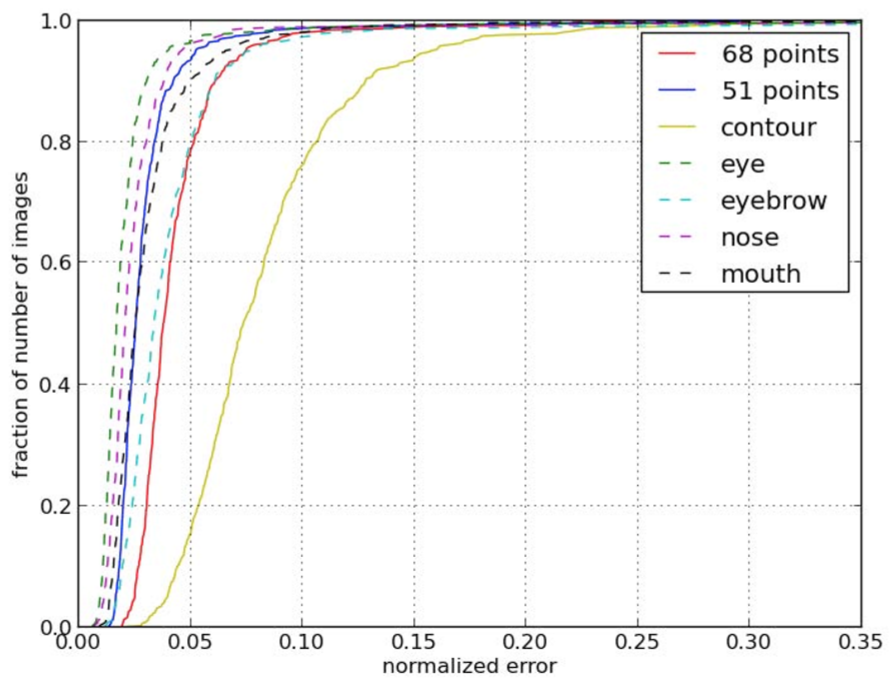 1.0
0.8
0.6
0.4
0.2
0.0
fraction of number of images
68 points
51 points
contour
eye
eyebrow
nose
mouth
0.00 0.05 0.10 0.15 0.20 0.25 0.30 0.35
normalized error